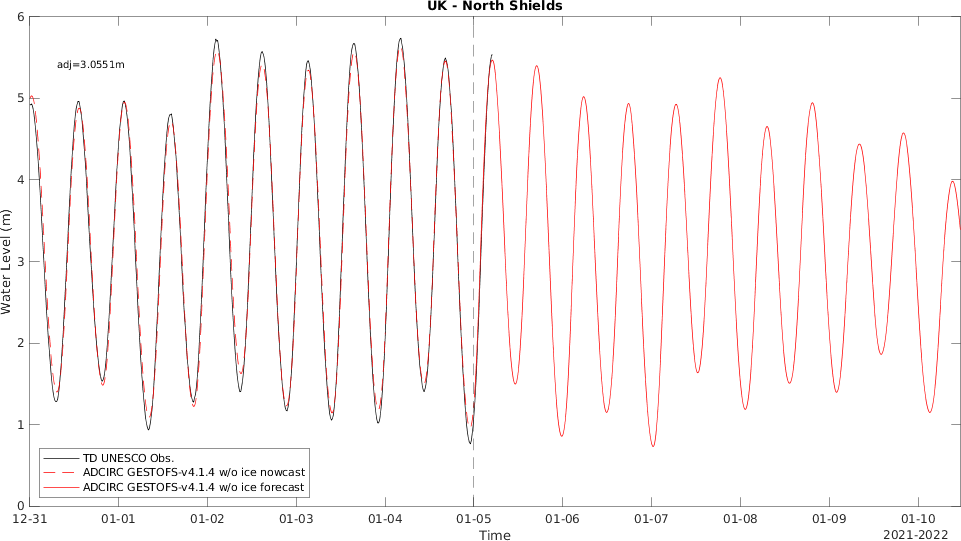 UK - North Shields
6
adj=3.0551m
5
4
3
Water Level (m)
2
1
TD UNESCO Obs.
ADCIRC GESTOFS-v4.1.4 w/o ice nowcast
ADCIRC GESTOFS-v4.1.4 w/o ice forecast
0
12-31 01-01 01-02 01-03 01-04 01-05 01-06 01-07 01-08 01-09 01-10
Time
2021-2022